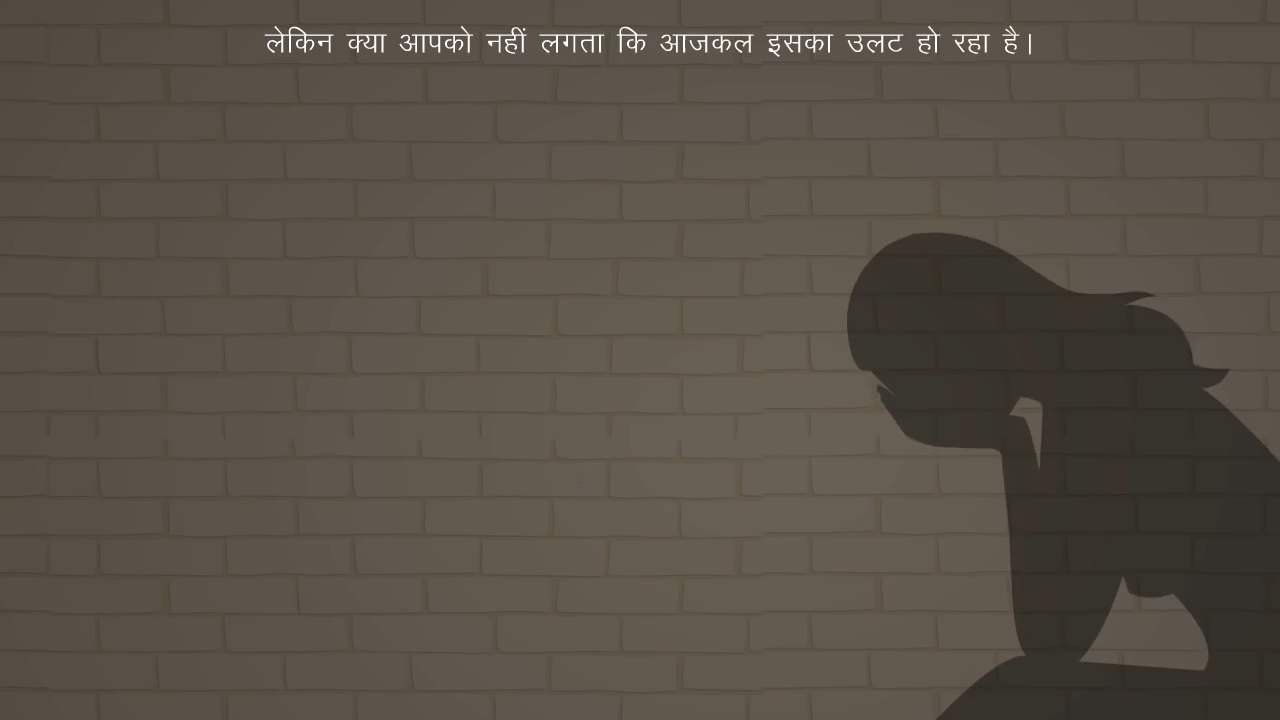 लेकिन क्या आपको नहीं लगता कि आजकल इसका उलट हो रहा है।